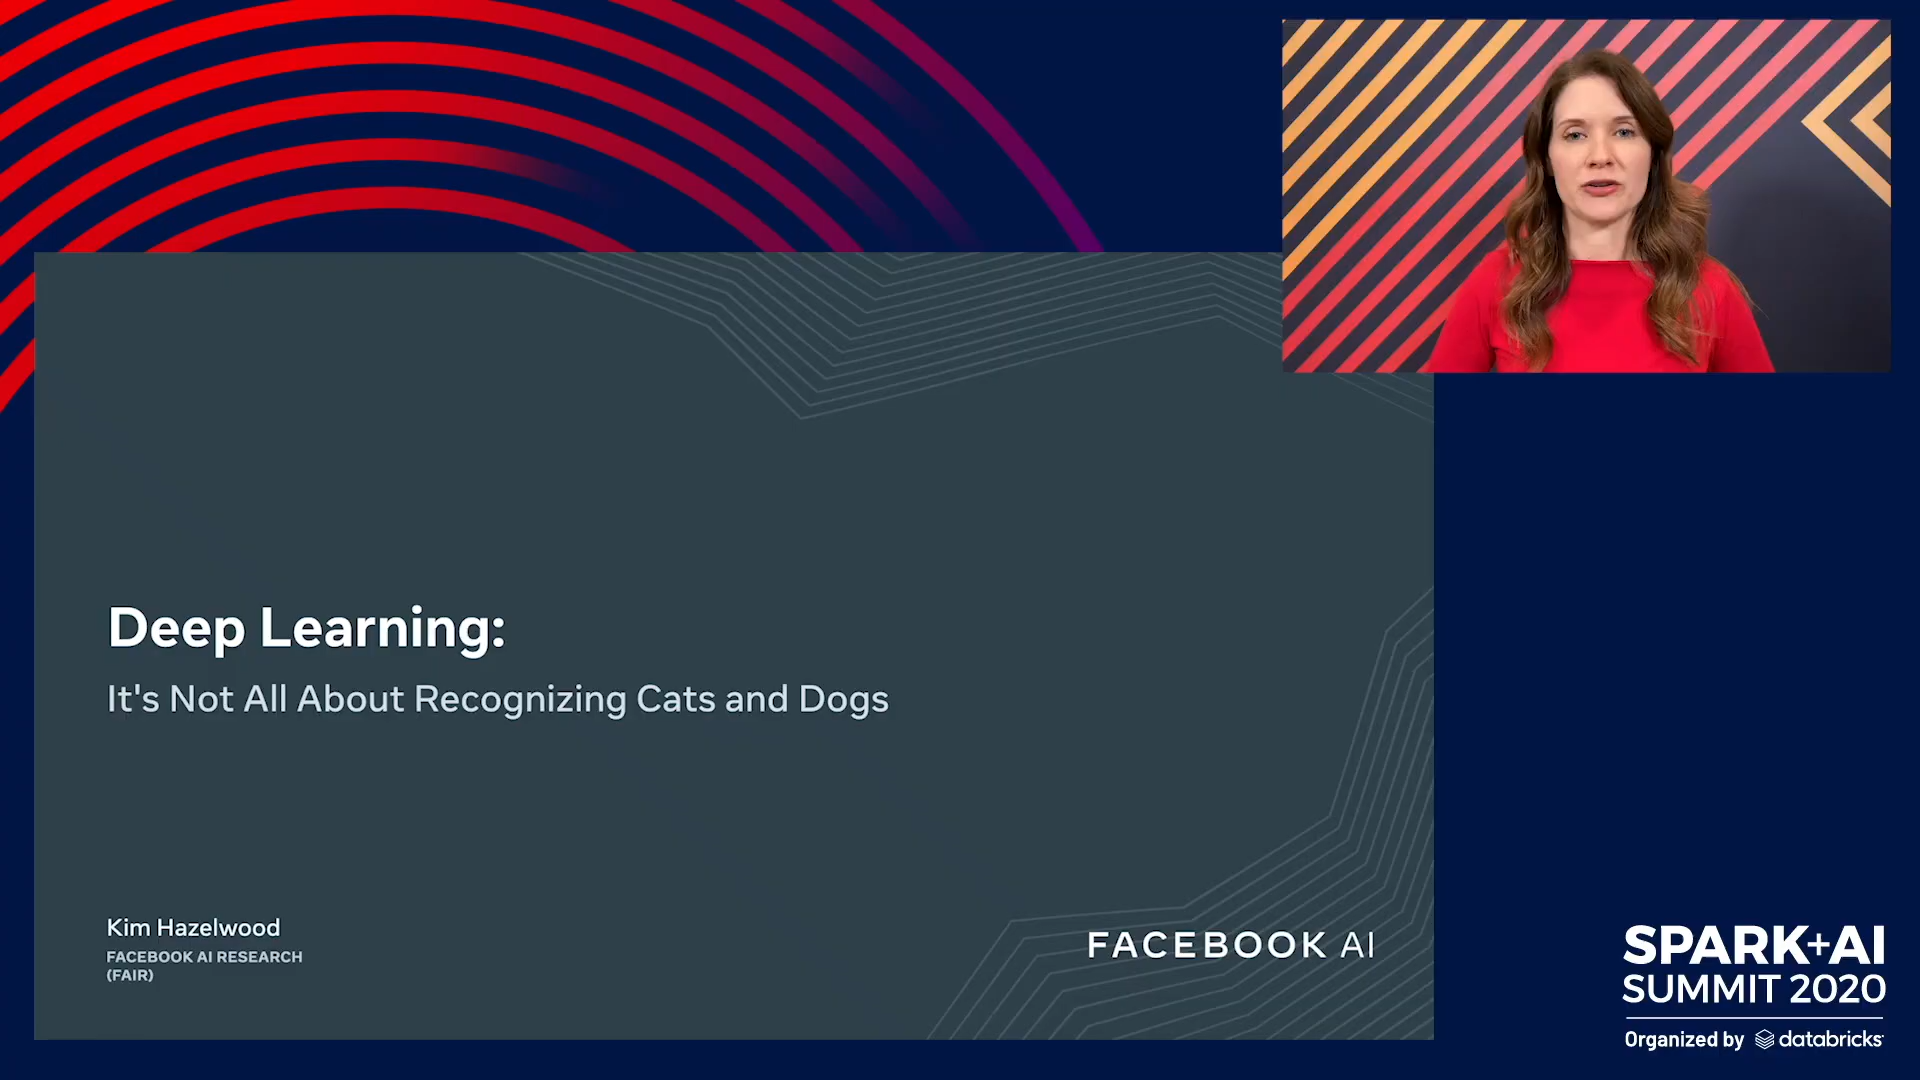 Deep Learning:
It's Not All About Recognizing Cats and Dogs
Kim Hazelwood
FACEBOOK AI RESEARCH
(FAIR)
FACEBOOK AI
SPARK+AI
SUMMIT 2020
Organized by databricks